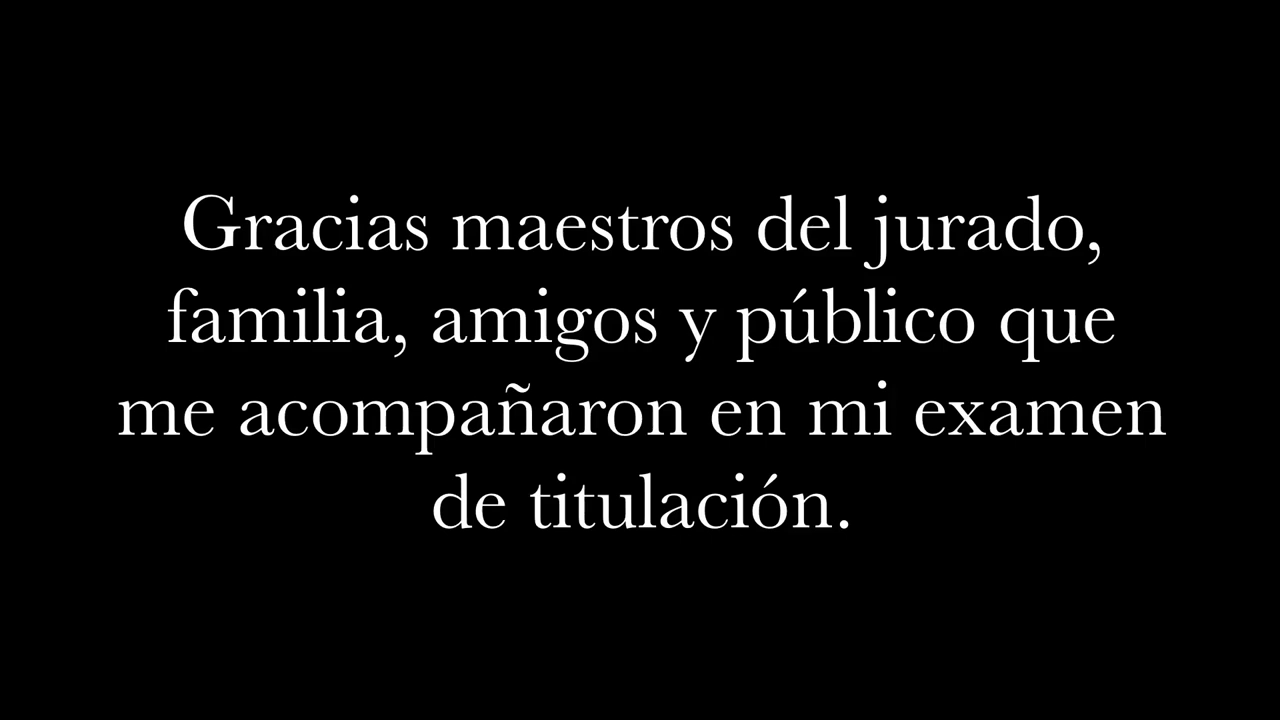 Gracias maestros del jurado,
familia, amigos y público que
me acompañaron en mi examen
de titulación.